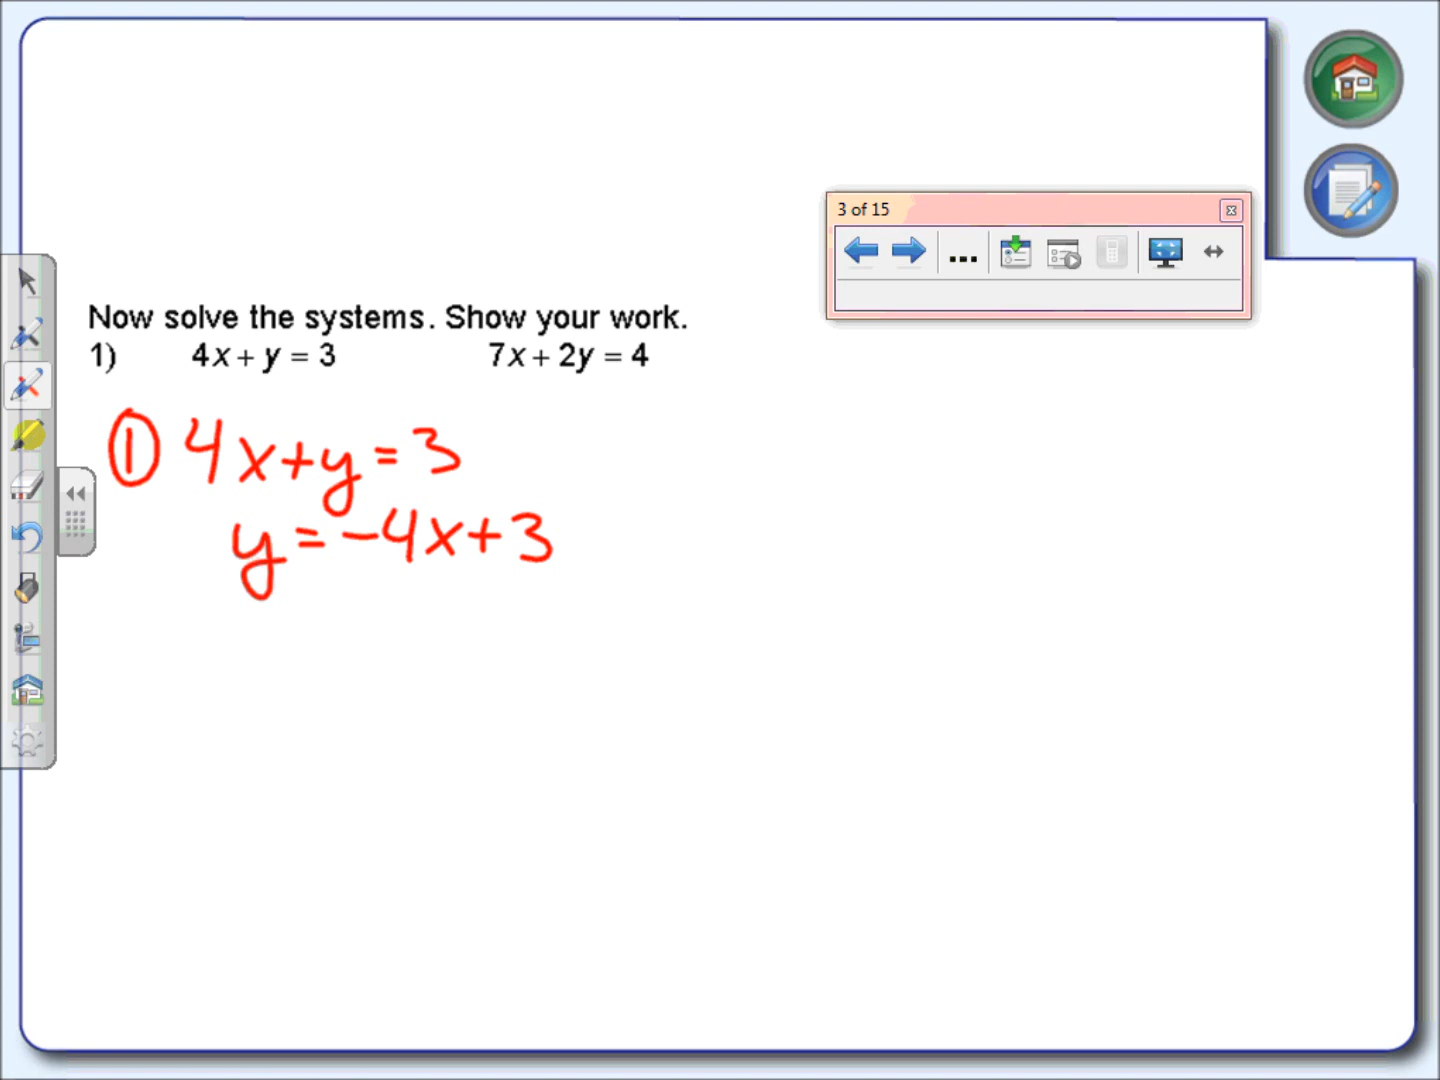 3 of 15
Now solve the systems. Show your work.
1) 4x + y = 3 7x + 2y = 4
① 4x+y=3
y=-4x+3